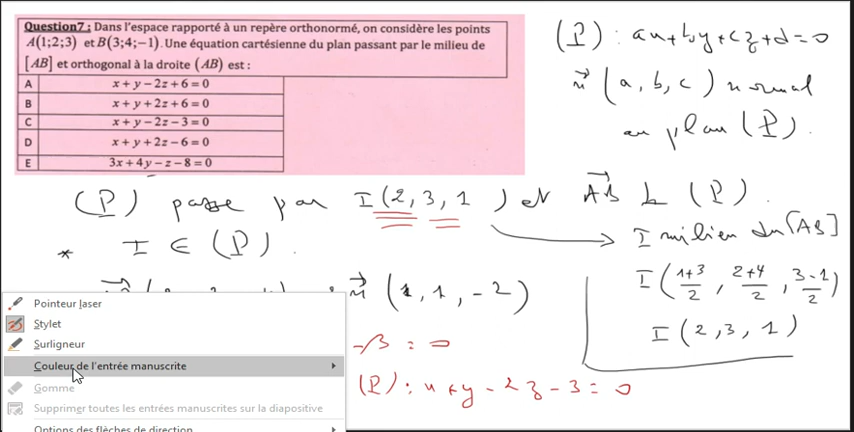 Question7 : Dans l'espace rapporté à un repère orthonormé, on considère les points
A(1;2;3) et B(3;4;−1). Une équation cartésienne du plan passant par le milieu de
[AB] et orthogonal à la droite (AB) est :
A x + y − 2z + 6 = 0
B x + y + 2z + 6 = 0
C x + y − 2z − 3 = 0
D x + y + 2z − 6 = 0
E 3x + 4y − z − 8 = 0
(P) : ax+by+cz+d=0
n⃗ (a, b, c) normal
au plan (P).
(P) passe par I(2, 3, 1) et AB⃗ ⊥ (P).
I milieu du [AB]
* I ∈ (P).
I(1+3/2, 2+4/2, 3-1/2)
n⃗ (1, 1, -2)
I(2, 3, 1)
-3 = 0
(P): x+y-2z-3=0
Pointeur laser
Stylet
Surligneur
Couleur de l'entrée manuscrite
Gomme
Supprimer toutes les entrées manuscrites sur la diapositive
Options des flèches de direction